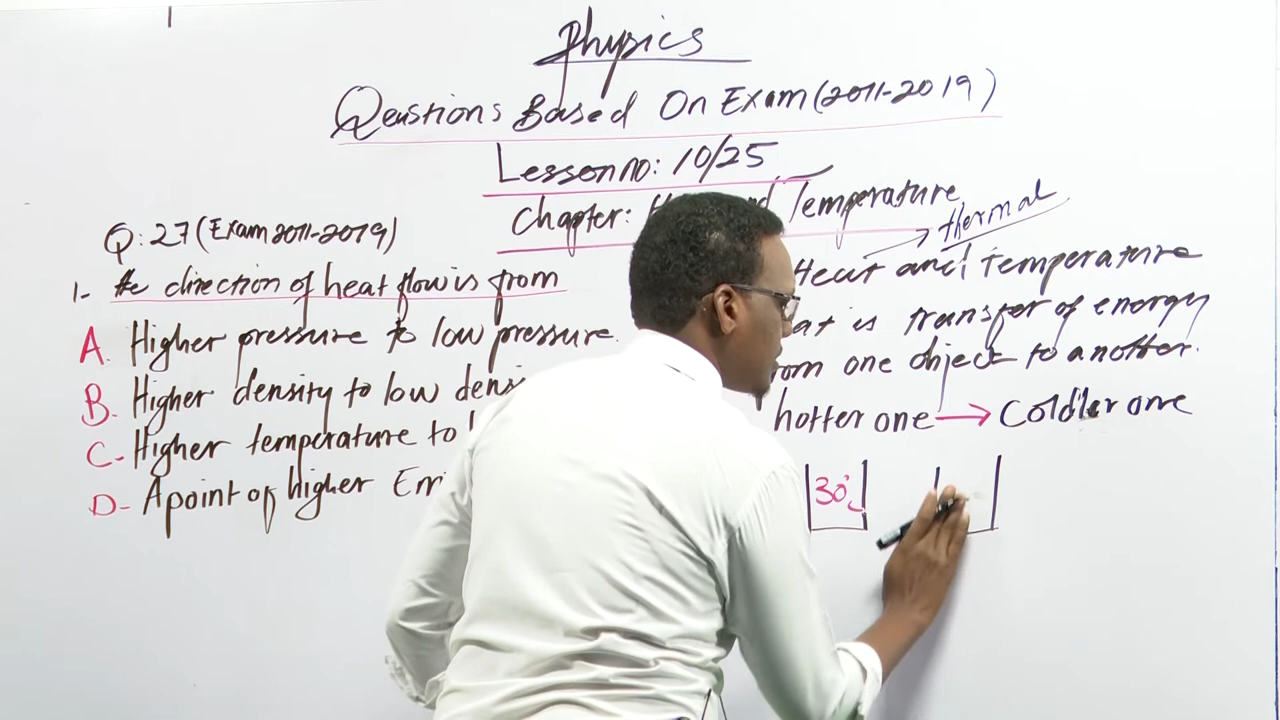 Physics
Qeustions Based On Exam (2011-2019)
Lesson no: 10/25
Chapter: Temperature
Q: 27 (Exam 2011-2019)
1- the direction of heat flow is from
A. Higher pressure to low pressure.
B. Higher density to low
C- Higher temperature to
D- A point of higher
thermal
Heat and temperature
is transfer of energy
one object to another.
hotter one → Coldler one
30°C